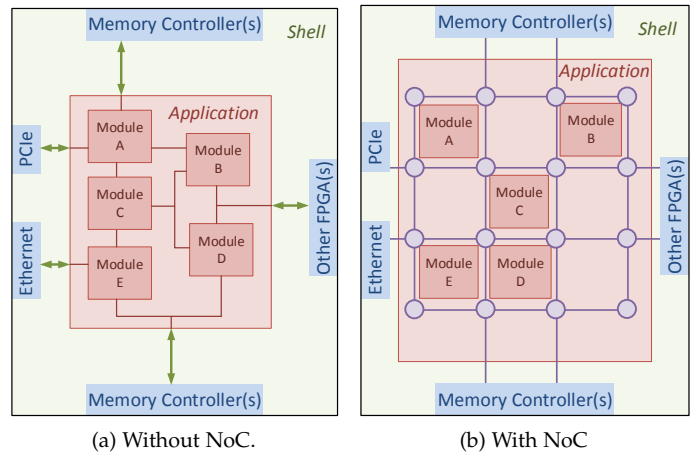 Memory Controller(s)
Shell
Application
Module
A
Module
B
Module
C
Module
D
Module
E
PCIe
Ethernet
Other FPGA(s)
Memory Controller(s)
(a) Without NoC.
Memory Controller(s)
Shell
Application
Module
A
Module
B
Module
C
Module
E
Module
D
PCIe
Ethernet
Other FPGA(s)
Memory Controller(s)
(b) With NoC